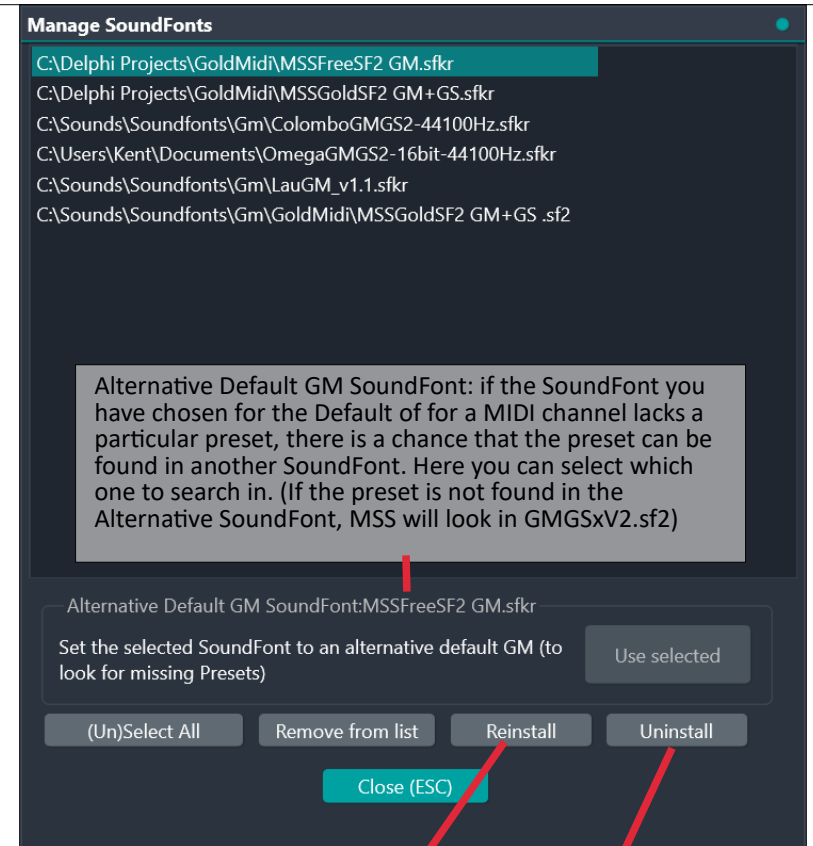 Manage SoundFonts
C:\Delphi Projects\GoldMidi\MSSFreeSF2 GM.sfkr
C:\Delphi Projects\GoldMidi\MSSGoldSF2 GM+GS.sfkr
C:\Sounds\Soundfonts\Gm\ColomboGMGS2-44100Hz.sfkr
C:\Users\Kent\Documents\OmegaGMGS2-16bit-44100Hz.sfkr
C:\Sounds\Soundfonts\Gm\LauGM_v1.1.sfkr
C:\Sounds\Soundfonts\Gm\GoldMidi\MSSGoldSF2 GM+GS .sf2
Alternative Default GM SoundFont: if the SoundFont you
have chosen for the Default of for a MIDI channel lacks a
particular preset, there is a chance that the preset can be
found in another SoundFont. Here you can select which
one to search in. (If the preset is not found in the
Alternative SoundFont, MSS will look in GMGSxV2.sf2)
Alternative Default GM SoundFont:MSSFreeSF2 GM.sfkr
Set the selected SoundFont to an alternative default GM (to
look for missing Presets)
Use selected
(Un)Select All
Remove from list
Reinstall
Uninstall
Close (ESC)